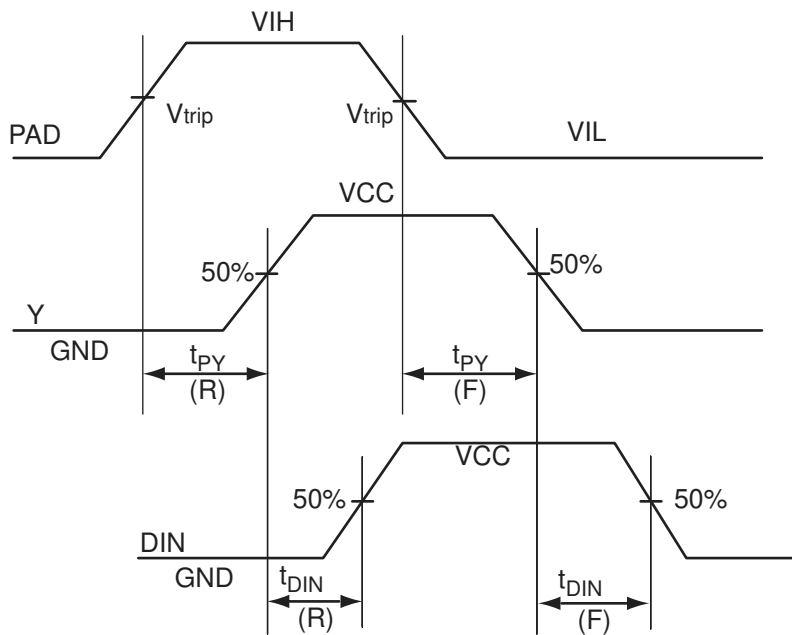 VIH
Vtrip
Vtrip
PAD
VIL
VCC
50%
50%
Y
GND
tPY
(R)
tPY
(F)
VCC
50%
50%
DIN
GND
tDIN
(R)
tDIN
(F)